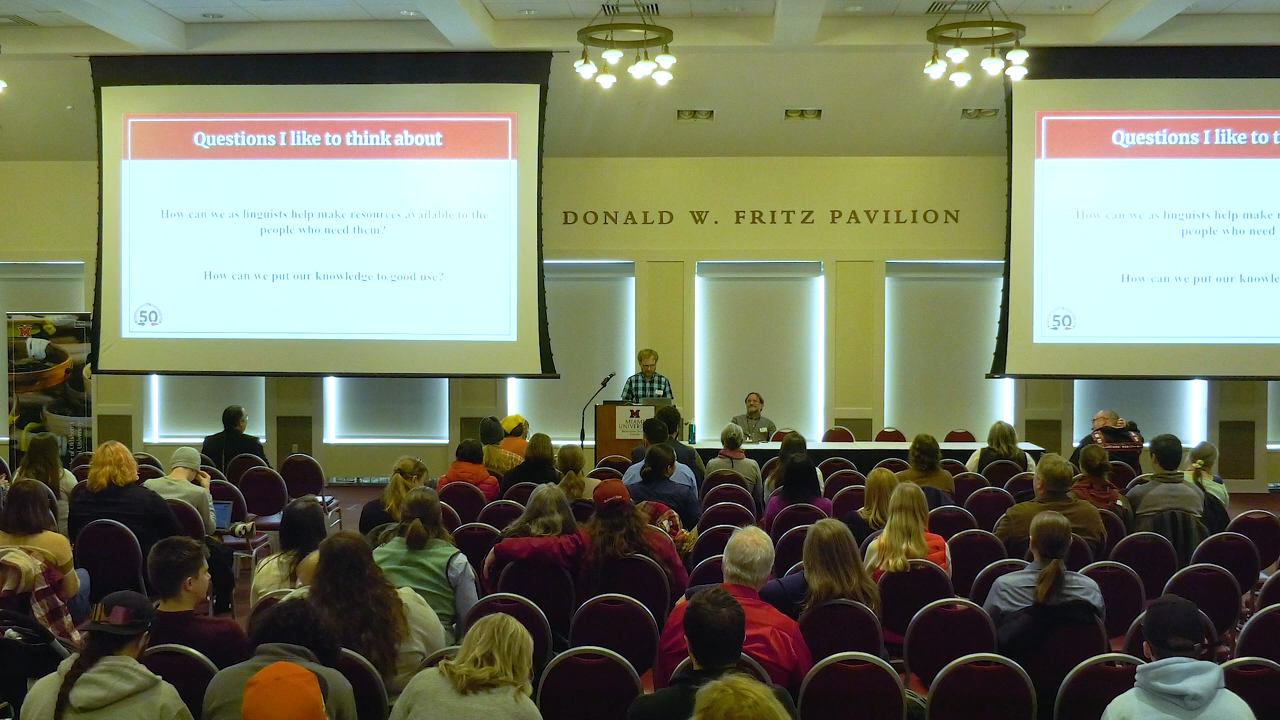 Questions I like to think about
How can we as linguists help make resources available to the
people who need them?
How can we put our knowledge to good use?
50
DONALD W. FRITZ PAVILION
Questions I like to t
How can we as linguists help make
people who need
How can we put our knowle
50
M
MIAMI
UNIVERSITY